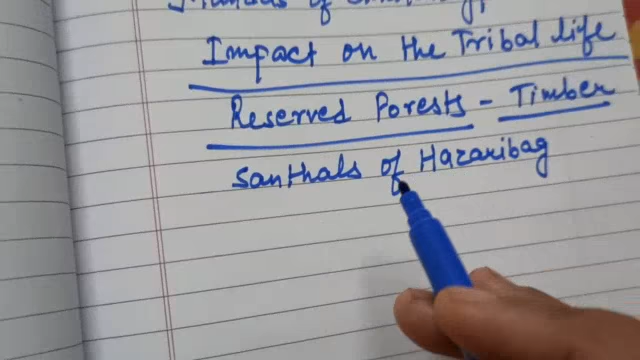 Impact on the Tribal life
Reserved Forests - Timber
Santhals of Hazaribag